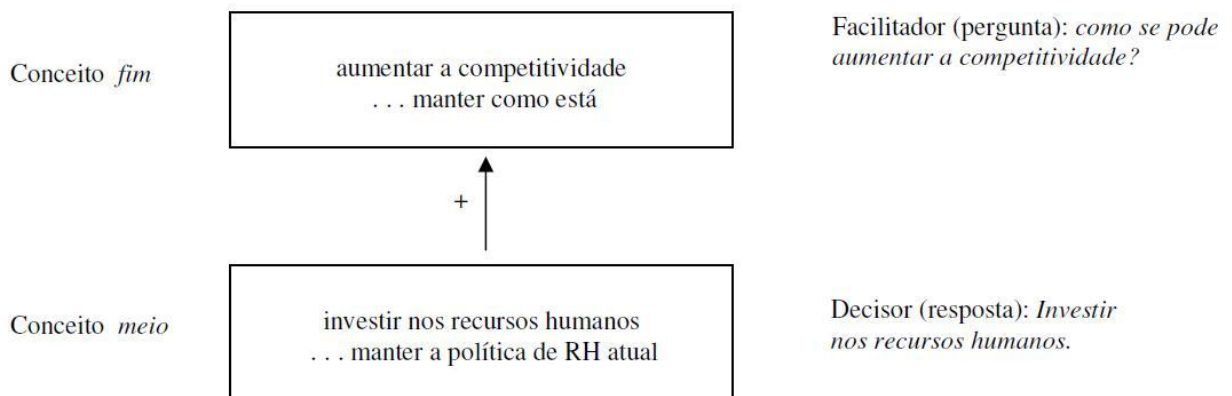 Facilitador (pergunta): como se pode
aumentar a competitividade?
Conceito fim
aumentar a competitividade
. . . manter como está
+
Conceito meio
investir nos recursos humanos
. . . manter a política de RH atual
Decisor (resposta): Investir
nos recursos humanos.